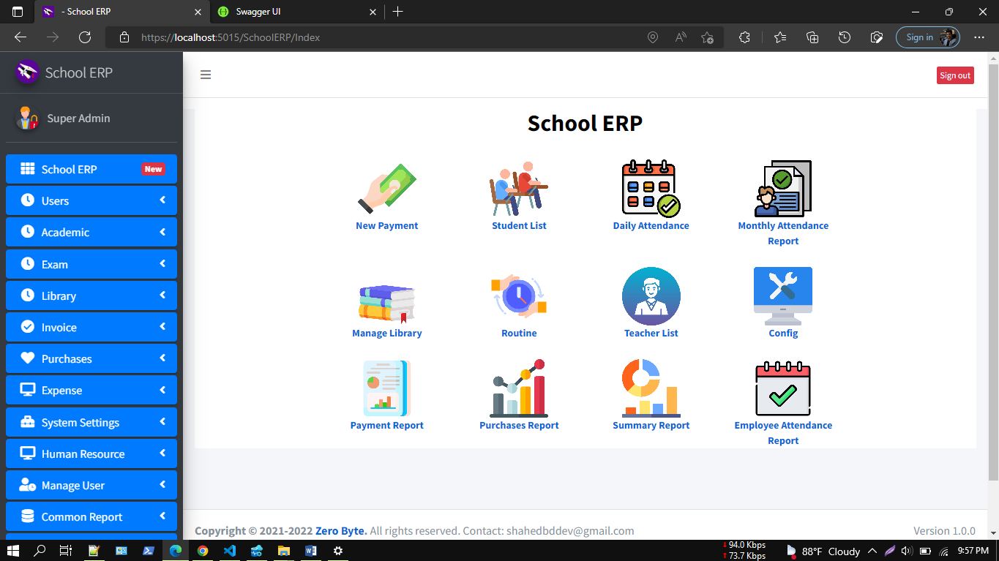 - School ERP
Swagger UI
https://localhost:5015/SchoolERP/Index
Sign in
School ERP
Sign out
Super Admin
School ERP
New
Users
Academic
Exam
Library
Invoice
Purchases
Expense
System Settings
Human Resource
Manage User
Common Report
School ERP
New Payment
Student List
Daily Attendance
Monthly Attendance
Report
Manage Library
Routine
Teacher List
Config
Payment Report
Purchases Report
Summary Report
Employee Attendance
Report
Copyright © 2021-2022 Zero Byte. All rights reserved. Contact: shahedbddev@gmail.com
Version 1.0.0
94.0 Kbps
73.7 Kbps
88°F Cloudy
9:57 PM